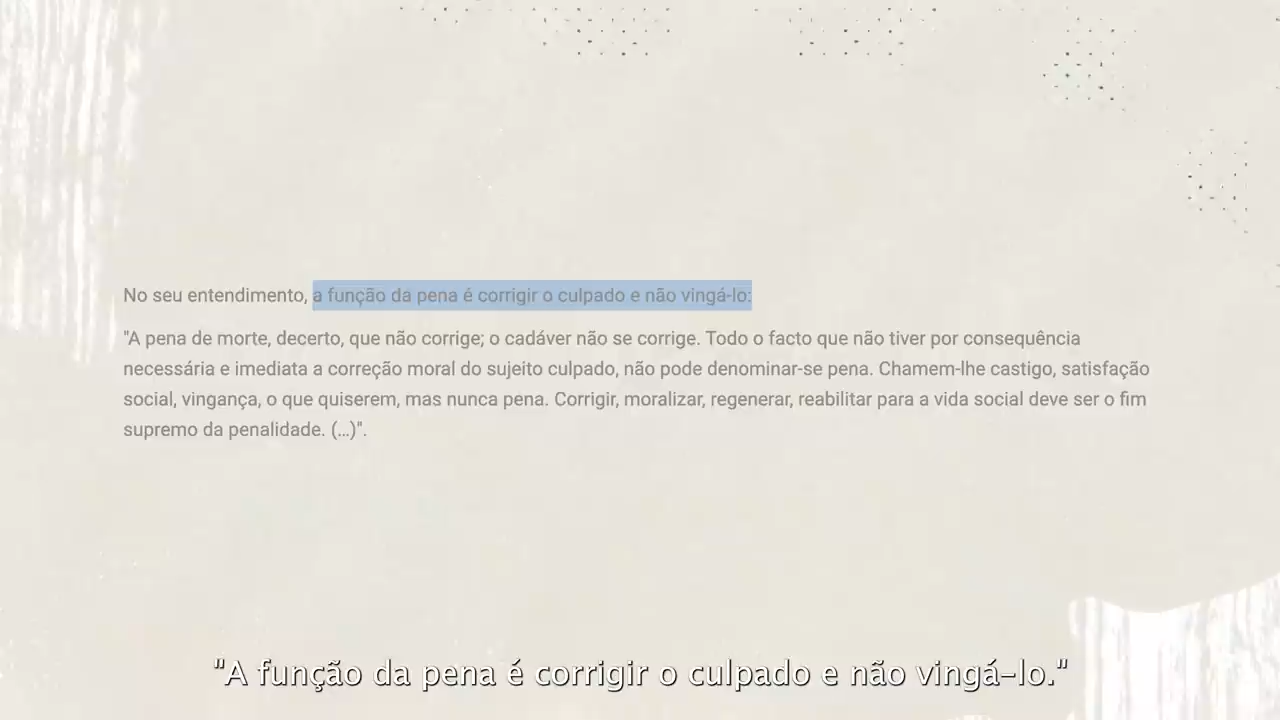 No seu entendimento, a função da pena é corrigir o culpado e não vingá-lo:
"A pena de morte, decerto, que não corrige; o cadáver não se corrige. Todo o facto que não tiver por consequência
necessária e imediata a correção moral do sujeito culpado, não pode denominar-se pena. Chamem-lhe castigo, satisfação
social, vingança, o que quiserem, mas nunca pena. Corrigir, moralizar, regenerar, reabilitar para a vida social deve ser o fim
supremo da penalidade. (...)".
"A função da pena é corrigir o culpado e não vingá-lo."